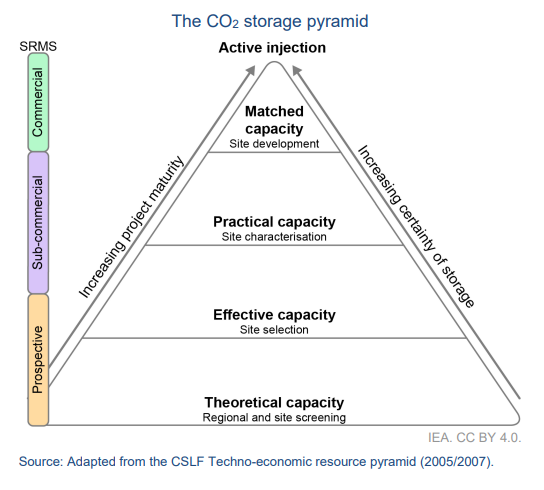 The CO₂ storage pyramid
SRMS
Active injection
Commercial
Sub-commercial
Prospective
Increasing project maturity
Increasing certainty of storage
Matched
capacity
Site development
Practical capacity
Site characterisation
Effective capacity
Site selection
Theoretical capacity
Regional and site screening
IEA. CC BY 4.0.
Source: Adapted from the CSLF Techno-economic resource pyramid (2005/2007).